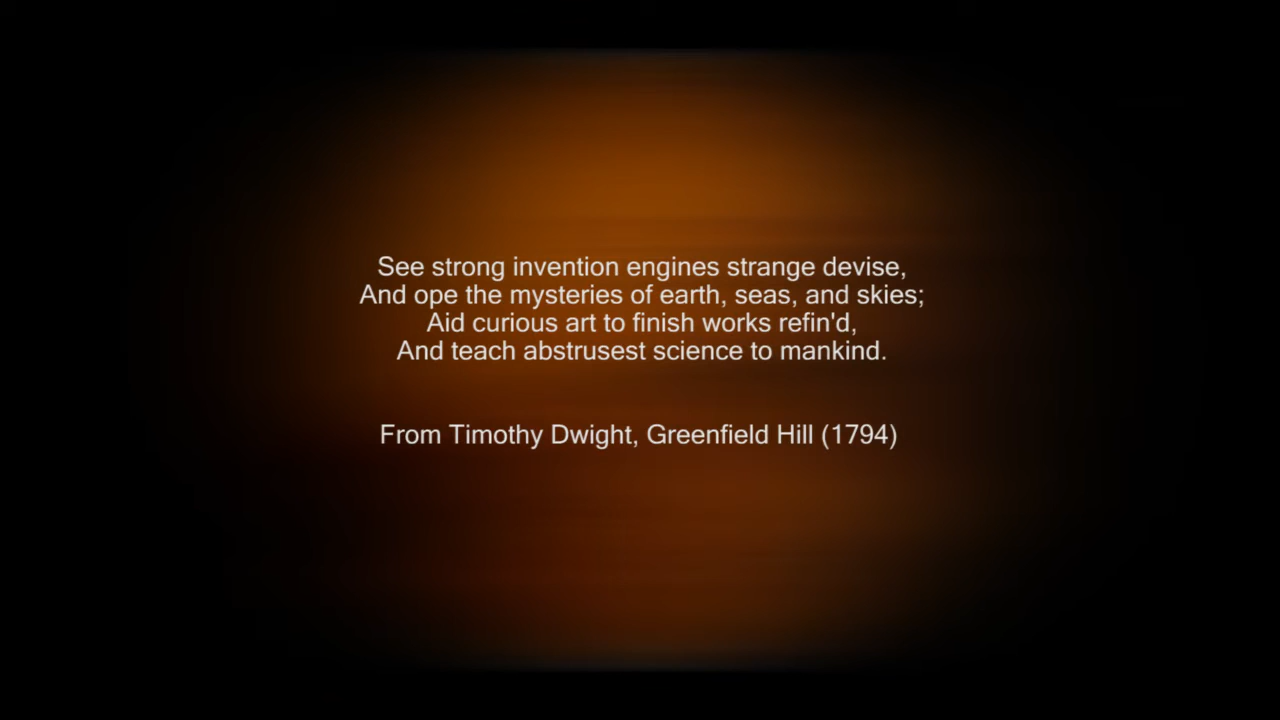 See strong invention engines strange devise,
And ope the mysteries of earth, seas, and skies;
Aid curious art to finish works refin'd,
And teach abstrusest science to mankind.
From Timothy Dwight, Greenfield Hill (1794)